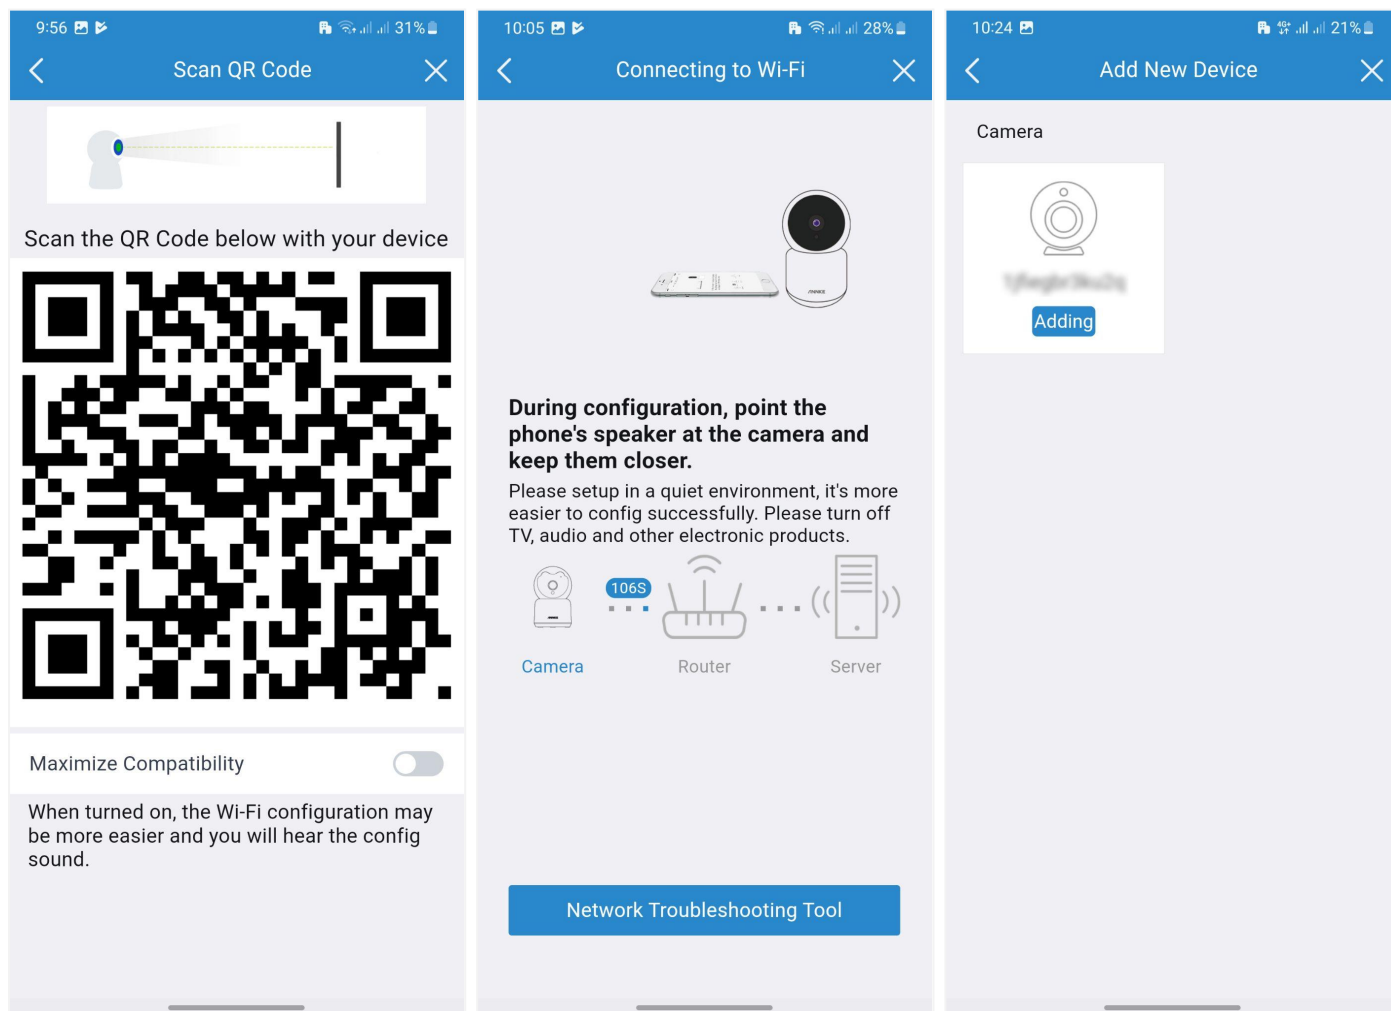 9:56
31%
Scan QR Code
Scan the QR Code below with your device
Maximize Compatibility
When turned on, the Wi-Fi configuration may
be more easier and you will hear the config
sound.
10:05
28%
Connecting to Wi-Fi
ANNKE
During configuration, point the
phone's speaker at the camera and
keep them closer.
Please setup in a quiet environment, it's more
easier to config successfully. Please turn off
TV, audio and other electronic products.
106S
Camera
Router
Server
Network Troubleshooting Tool
10:24
4G+
21%
Add New Device
Camera
Adding